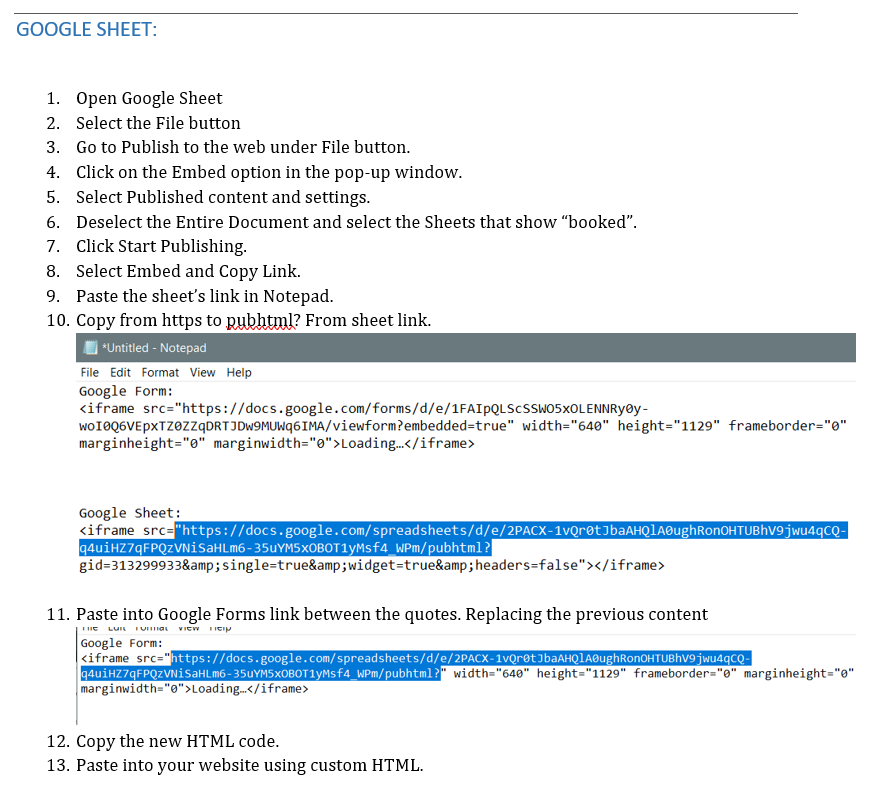 GOOGLE SHEET:
1. Open Google Sheet
2. Select the File button
3. Go to Publish to the web under File button.
4. Click on the Embed option in the pop-up window.
5. Select Published content and settings.
6. Deselect the Entire Document and select the Sheets that show “booked”.
7. Click Start Publishing.
8. Select Embed and Copy Link.
9. Paste the sheet’s link in Notepad.
10. Copy from https to pubhtml? From sheet link.
*Untitled - Notepad
File Edit Format View Help
Google Form:
<iframe src="https://docs.google.com/forms/d/e/1FAIpQLScSSWO5xOLENNRy0y-
woI0Q6VEpxTZ0ZZqDRTJDw9MUWq6IMA/viewform?embedded=true" width="640" height="1129" frameborder="0"
marginheight="0" marginwidth="0">Loading…</iframe>
Google Sheet:
<iframe src="https://docs.google.com/spreadsheets/d/e/2PACX-1vQr0tJbaAHQlA0ughRonOHTUBhV9jwu4qCQ-
q4uiHZ7qFPQzVNiSaHLm6-35uYM5xOBOT1yMsf4_WPm/pubhtml?
gid=313299933&amp;single=true&amp;widget=true&amp;headers=false"></iframe>
11. Paste into Google Forms link between the quotes. Replacing the previous content
File Edit Format View Help
Google Form:
<iframe src="https://docs.google.com/spreadsheets/d/e/2PACX-1vQr0tJbaAHQlA0ughRonOHTUBhV9jwu4qCQ-
q4uiHZ7qFPQzVNiSaHLm6-35uYM5xOBOT1yMsf4_WPm/pubhtml?" width="640" height="1129" frameborder="0" marginheight="0"
marginwidth="0">Loading…</iframe>
12. Copy the new HTML code.
13. Paste into your website using custom HTML.